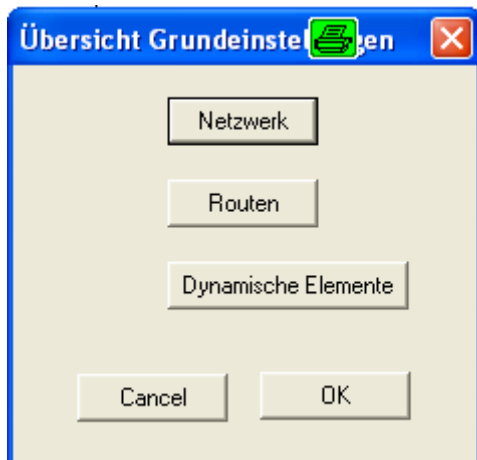 Übersicht Grundeinstel en
Netzwerk
Routen
Dynamische Elemente
Cancel OK